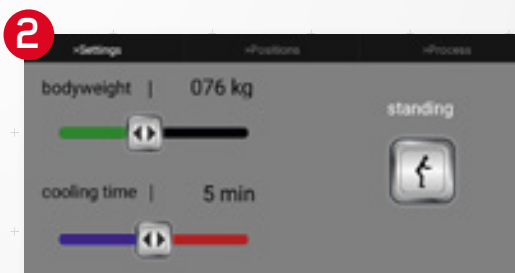 2
»Settings »Positions »Process
bodyweight | 076 kg
standing
cooling time | 5 min